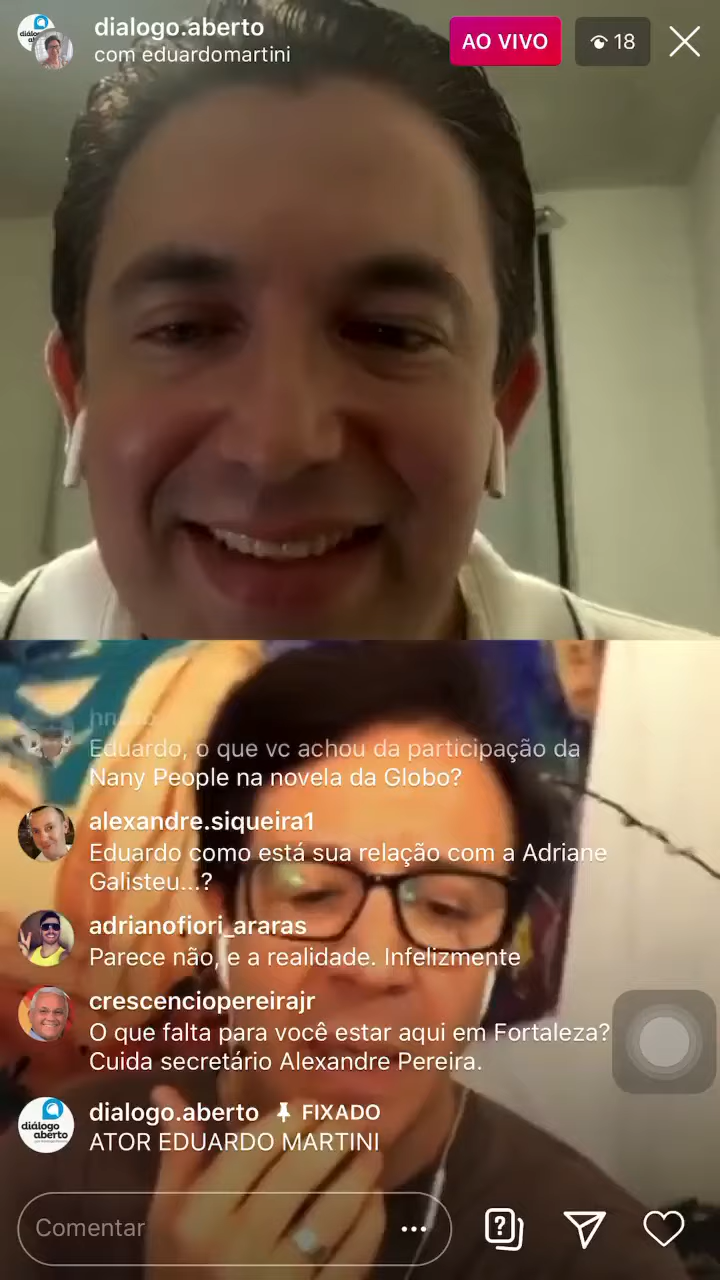 dialogo.aberto
com eduardomartini
AO VIVO
18
Eduardo, o que vc achou da participação da
Nany People na novela da Globo?
alexandre.siqueira1
Eduardo como está sua relação com a Adriane
Galisteu...?
adrianofiori_araras
Parece não, e a realidade. Infelizmente
crescenciopereirajr
O que falta para você estar aqui em Fortaleza?
Cuida secretário Alexandre Pereira.
diálogo
aberto
dialogo.aberto FIXADO
ATOR EDUARDO MARTINI
Comentar